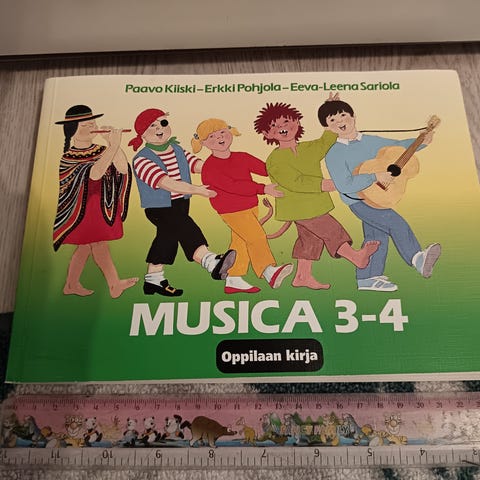 Paavo Kiiski – Erkki Pohjola – Eeva-Leena Sariola
MUSICA 3-4
Oppilaan kirja